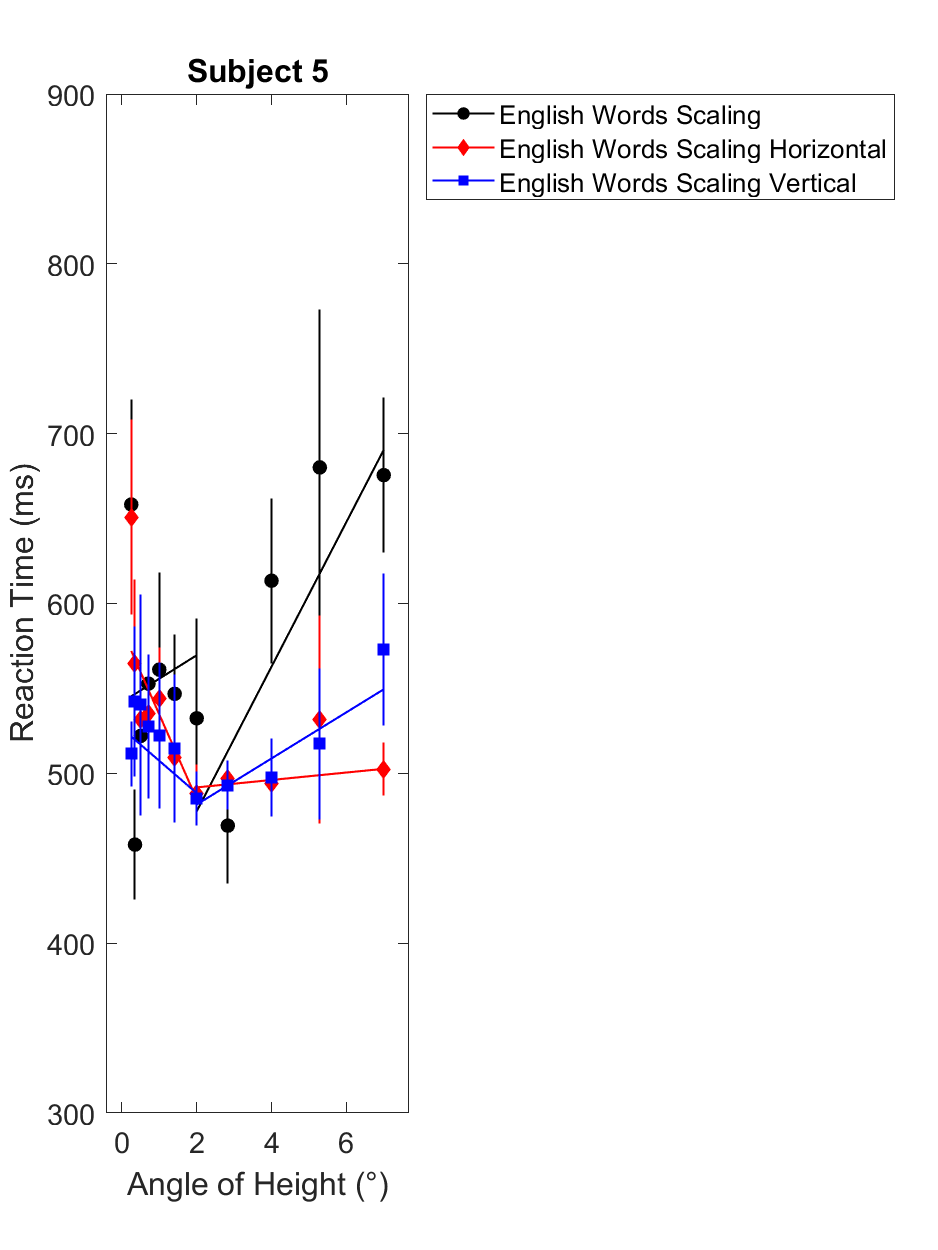 Subject 5
English Words Scaling
English Words Scaling Horizontal
English Words Scaling Vertical
900
800
700
600
500
400
300
Reaction Time (ms)
0 2 4 6
Angle of Height (°)